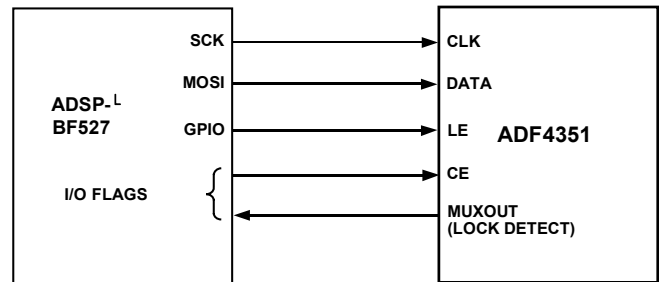 SCK
MOSI
ADSP-L
BF527
GPIO
I/O FLAGS
CLK
DATA
LE
ADF4351
CE
MUXOUT
(LOCK DETECT)